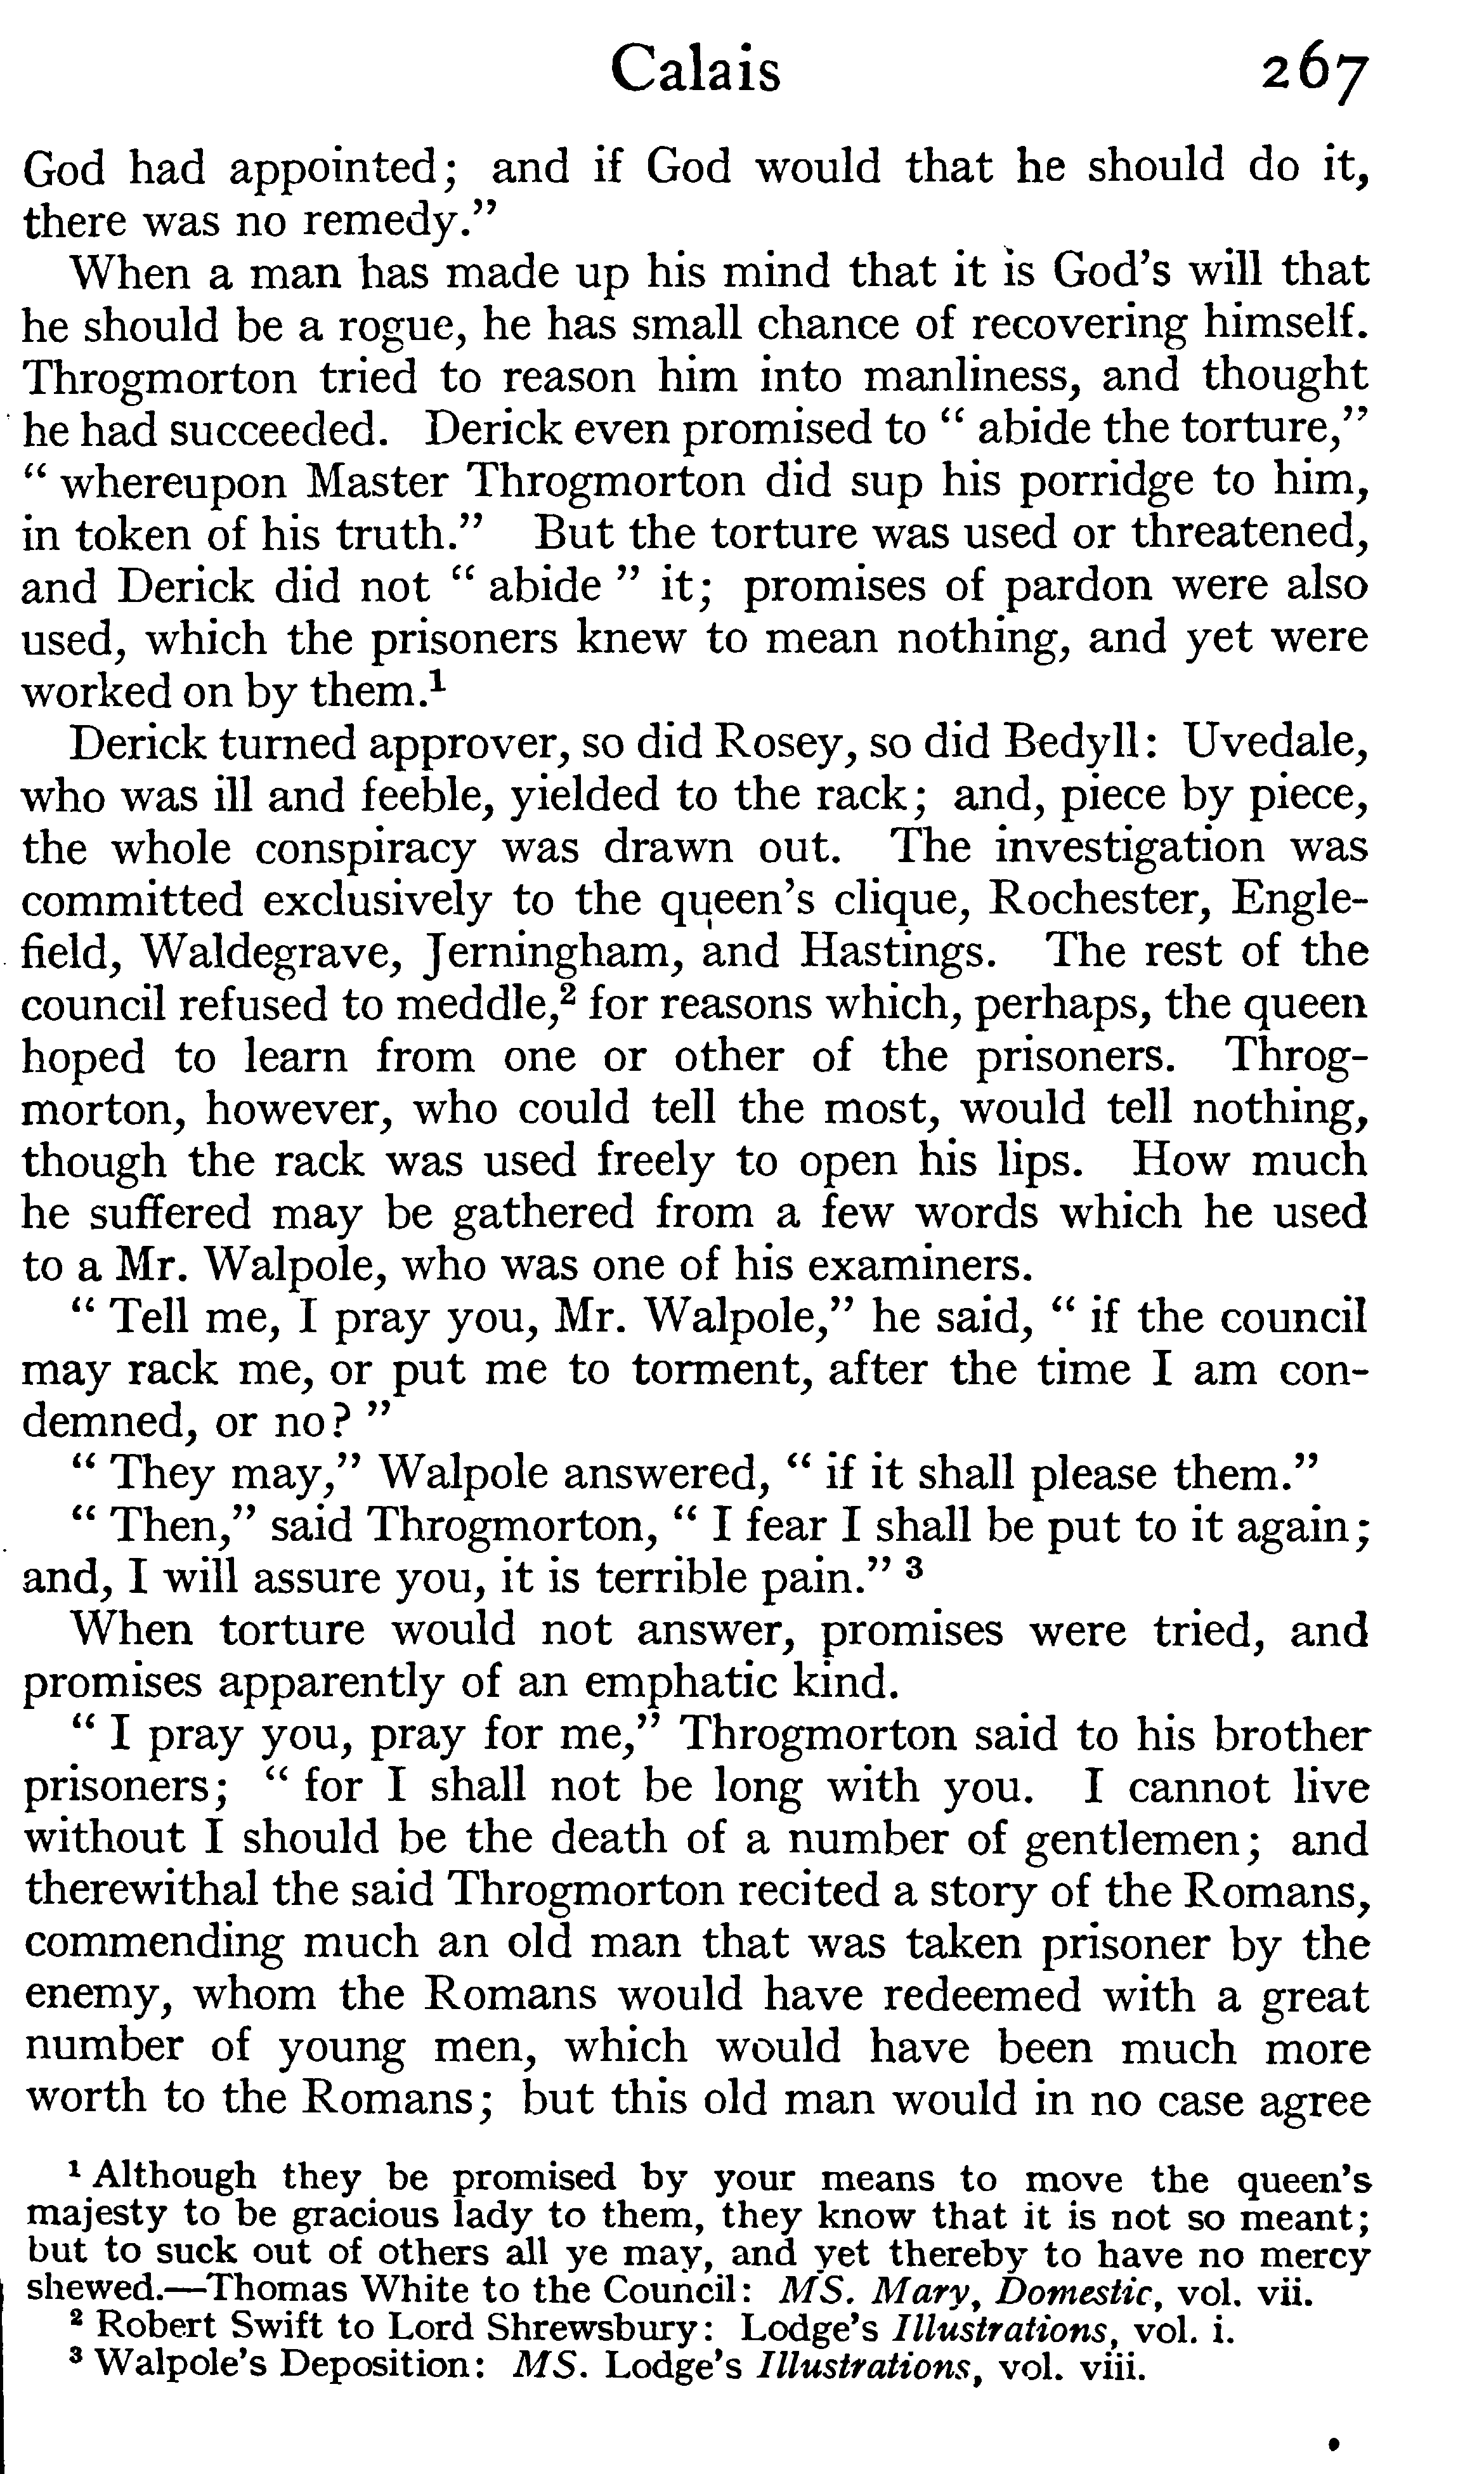 Calais 267
God had appointed; and if God would that he should do it,
there was no remedy.”
When a man has made up his mind that it is God's will that
he should be a rogue, he has small chance of recovering himself.
Throgmorton tried to reason him into manliness, and thought
he had succeeded. Derick even promised to “ abide the torture,”
“ whereupon Master Throgmorton did sup his porridge to him,
in token of his truth.” But the torture was used or threatened,
and Derick did not “ abide ” it; promises of pardon were also
used, which the prisoners knew to mean nothing, and yet were
worked on by them.¹
Derick turned approver, so did Rosey, so did Bedyll: Uvedale,
who was ill and feeble, yielded to the rack; and, piece by piece,
the whole conspiracy was drawn out. The investigation was
committed exclusively to the queen's clique, Rochester, Engle-
field, Waldegrave, Jerningham, and Hastings. The rest of the
council refused to meddle,² for reasons which, perhaps, the queen
hoped to learn from one or other of the prisoners. Throg-
morton, however, who could tell the most, would tell nothing,
though the rack was used freely to open his lips. How much
he suffered may be gathered from a few words which he used
to a Mr. Walpole, who was one of his examiners.
“ Tell me, I pray you, Mr. Walpole,” he said, “ if the council
may rack me, or put me to torment, after the time I am con-
demned, or no? ”
“ They may,” Walpole answered, “ if it shall please them.”
“ Then,” said Throgmorton, “ I fear I shall be put to it again;
and, I will assure you, it is terrible pain.” ³
When torture would not answer, promises were tried, and
promises apparently of an emphatic kind.
“ I pray you, pray for me,” Throgmorton said to his brother
prisoners; “ for I shall not be long with you. I cannot live
without I should be the death of a number of gentlemen; and
therewithal the said Throgmorton recited a story of the Romans,
commending much an old man that was taken prisoner by the
enemy, whom the Romans would have redeemed with a great
number of young men, which would have been much more
worth to the Romans; but this old man would in no case agree
¹ Although they be promised by your means to move the queen's
majesty to be gracious lady to them, they know that it is not so meant;
but to suck out of others all ye may, and yet thereby to have no mercy
shewed.—Thomas White to the Council: MS. Mary, Domestic, vol. vii.
² Robert Swift to Lord Shrewsbury: Lodge's Illustrations, vol. i.
³ Walpole's Deposition: MS. Lodge's Illustrations, vol. viii.